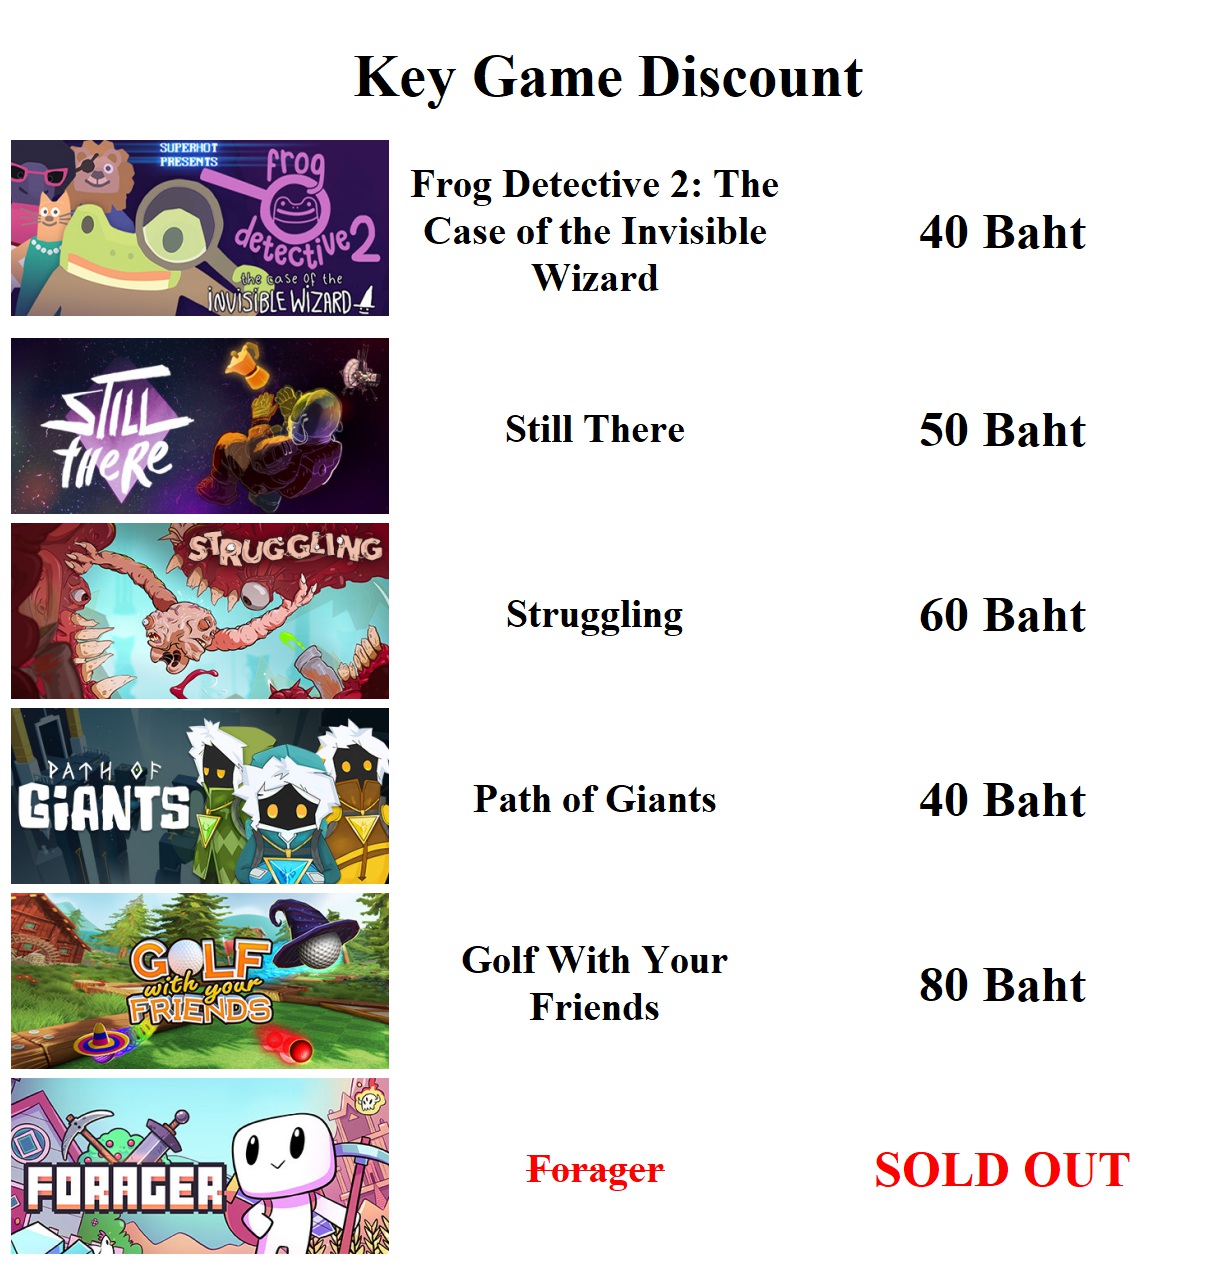 Key Game Discount
SUPERHOT
PRESENTS
frog
detective 2
the case of the
INVISIBLE WIZARD
Frog Detective 2: The
Case of the Invisible
Wizard
40 Baht
STILL
THERE
Still There
50 Baht
STRUGGLING
Struggling
60 Baht
PATH OF
GIANTS
Path of Giants
40 Baht
GOLF
with your
FRIENDS
Golf With Your
Friends
80 Baht
FORAGER
Forager
SOLD OUT